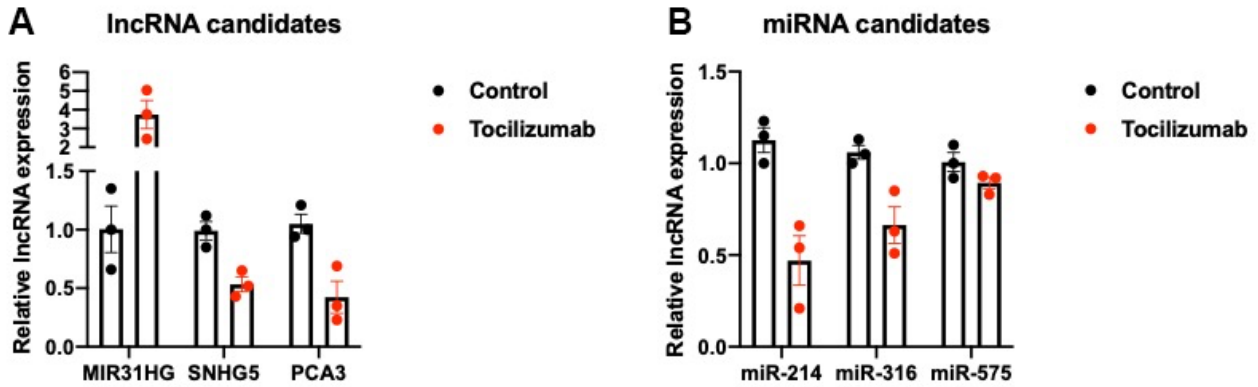 A lncRNA candidates
Relative lncRNA expression
6
5
4
3
2
1.5
1.0
0.5
0.0
MIR31HG SNHG5 PCA3
Control
Tocilizumab
B miRNA candidates
Relative lncRNA expression
1.5
1.0
0.5
0.0
miR-214 miR-316 miR-575
Control
Tocilizumab